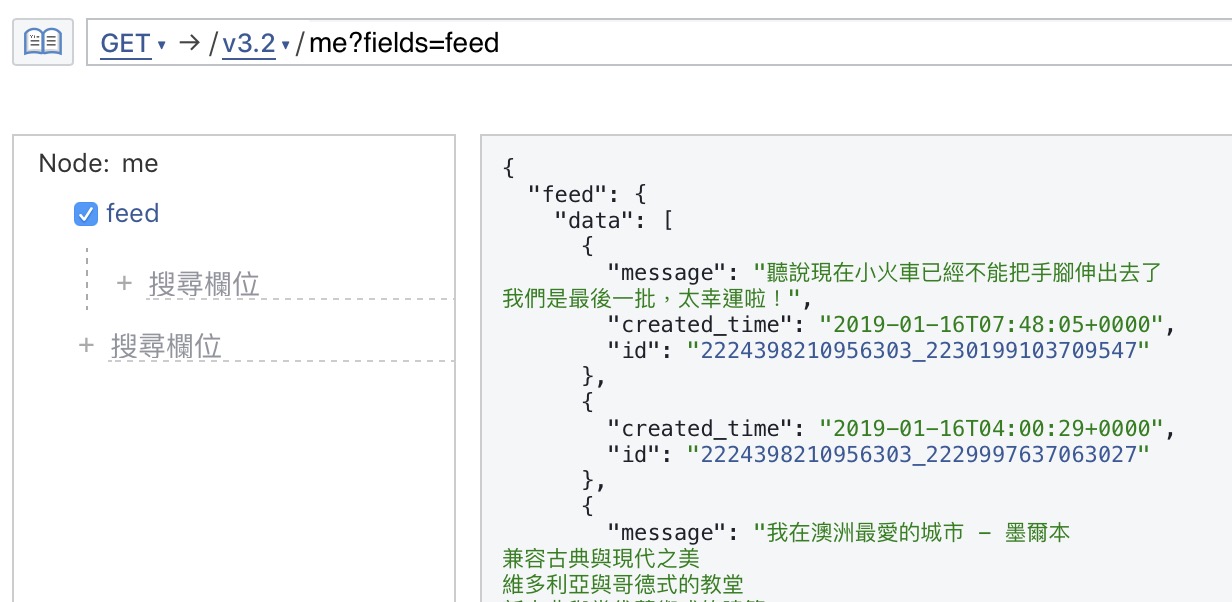 GET ▾ → / v3.2 ▾ / me?fields=feed
Node: me
feed
+ 搜尋欄位
+ 搜尋欄位
{
"feed": {
"data": [
{
"message": "聽說現在小火車已經不能把手腳伸出去了
我們是最後一批，太幸運啦！",
"created_time": "2019-01-16T07:48:05+0000",
"id": "2224398210956303_2230199103709547"
},
{
"created_time": "2019-01-16T04:00:29+0000",
"id": "2224398210956303_2229997637063027"
},
{
"message": "我在澳洲最愛的城市 – 墨爾本
兼容古典與現代之美
維多利亞與哥德式的教堂